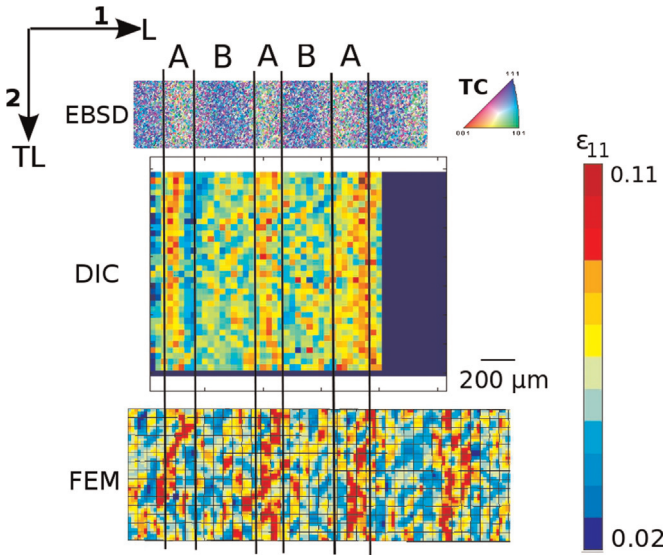 1
L
2
TL
A B A B A
EBSD
TC
111
001
101
DIC
200 μm
FEM
ε11
0.11
0.02